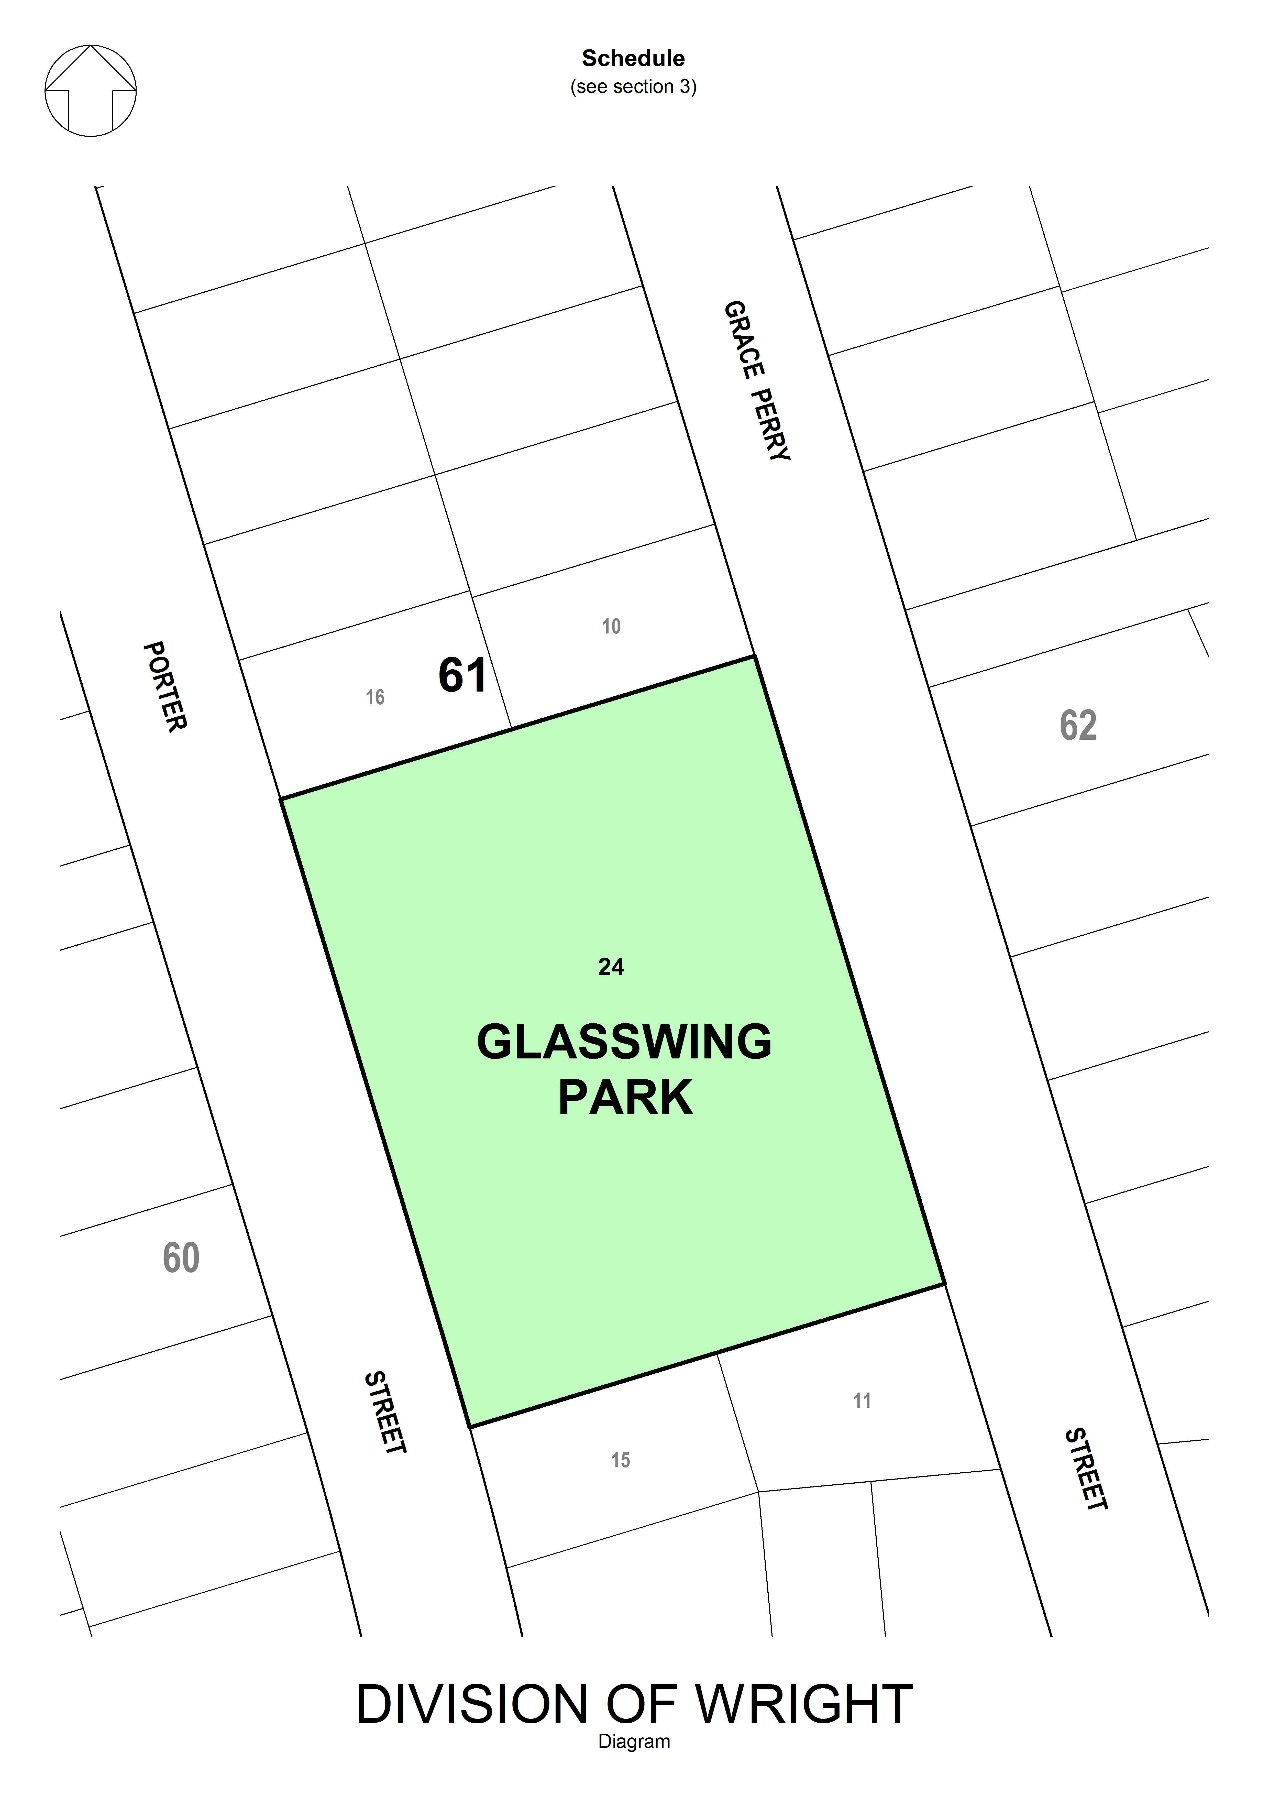 Schedule
(see section 3)
GRACE PERRY
10
PORTER
61
16
62
24
GLASSWING
PARK
60
STREET
11
15
STREET
DIVISION OF WRIGHT
Diagram